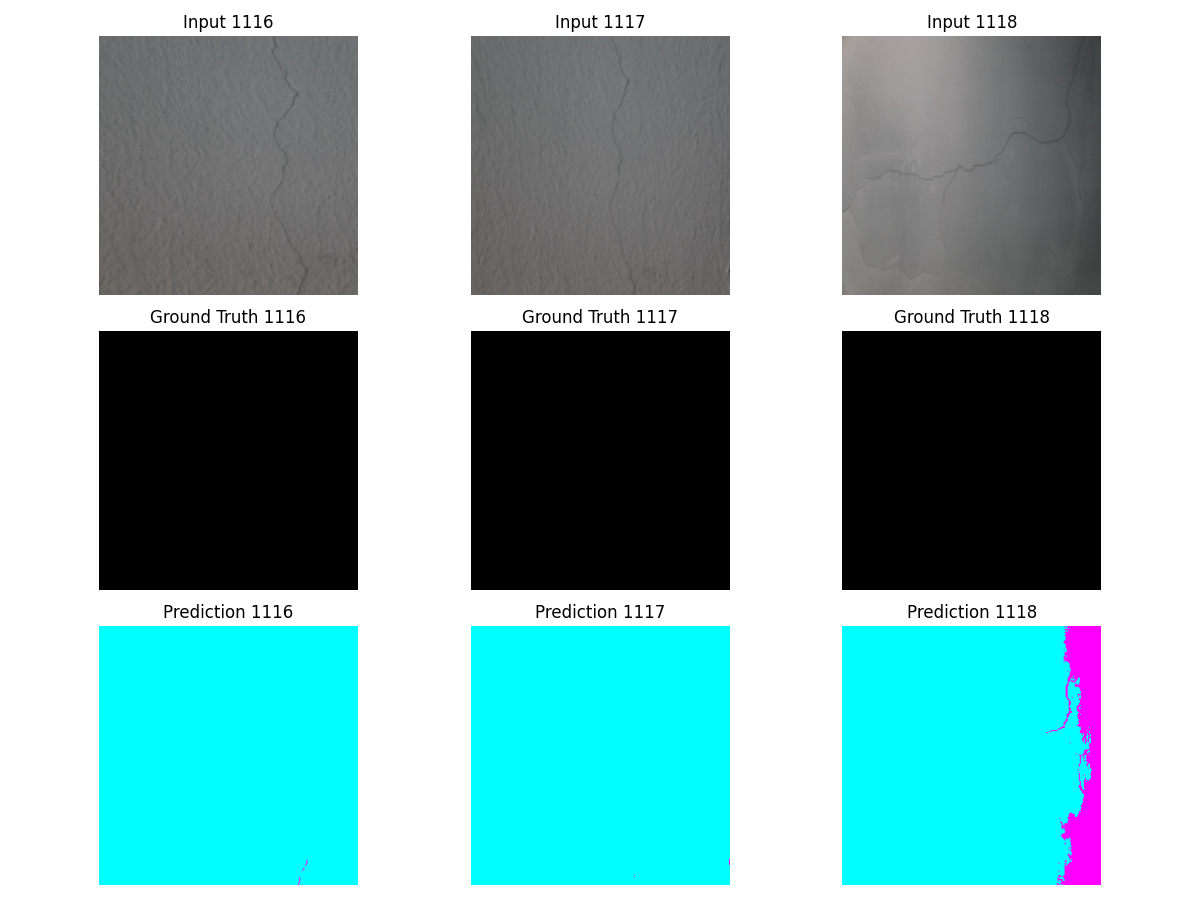 Input 1116
Input 1117
Input 1118
Ground Truth 1116
Ground Truth 1117
Ground Truth 1118
Prediction 1116
Prediction 1117
Prediction 1118